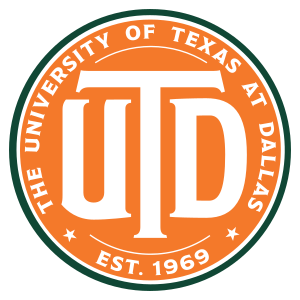 THE UNIVERSITY OF TEXAS AT DALLAS
UTD
EST. 1969